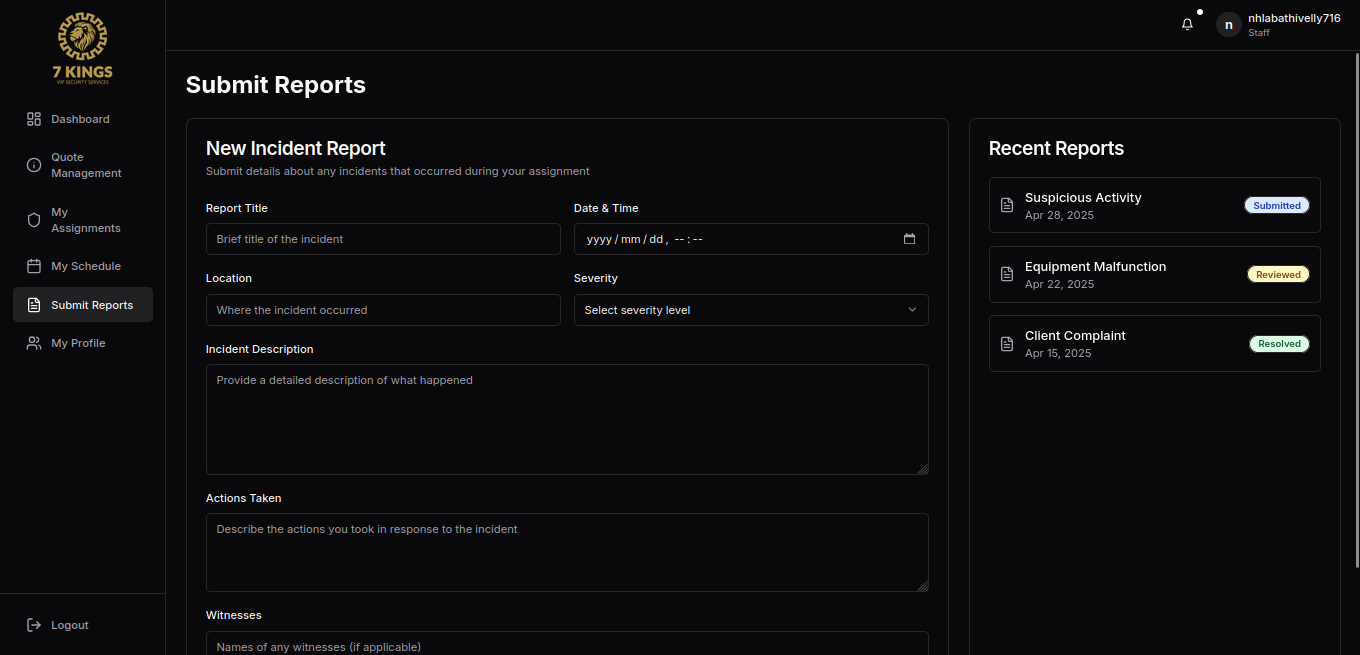 7 KINGS
VIP SECURITY SERVICES
Dashboard
Quote
Management
My
Assignments
My Schedule
Submit Reports
My Profile
Logout
n
nhlabathivelly716
Staff
Submit Reports
New Incident Report
Submit details about any incidents that occurred during your assignment
Report Title
Date & Time
Brief title of the incident
yyyy/mm/dd, --:--
Location
Severity
Where the incident occurred
Select severity level
Incident Description
Provide a detailed description of what happened
Actions Taken
Describe the actions you took in response to the incident
Witnesses
Names of any witnesses (if applicable)
Recent Reports
Suspicious Activity
Apr 28, 2025
Submitted
Equipment Malfunction
Apr 22, 2025
Reviewed
Client Complaint
Apr 15, 2025
Resolved